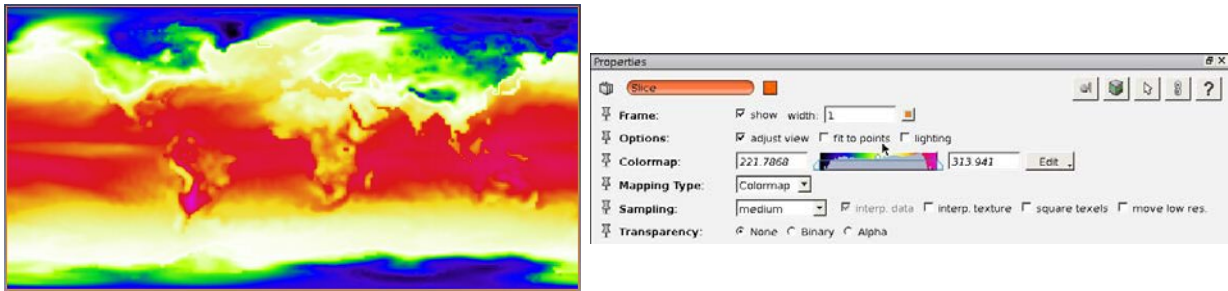 Properties
Slice
Frame: show width: 1
Options: adjust view fit to points lighting
Colormap: 221.7868 313.941 Edit
Mapping Type: Colormap
Sampling: medium interp. data interp. texture square texels move low res.
Transparency: None Binary Alpha